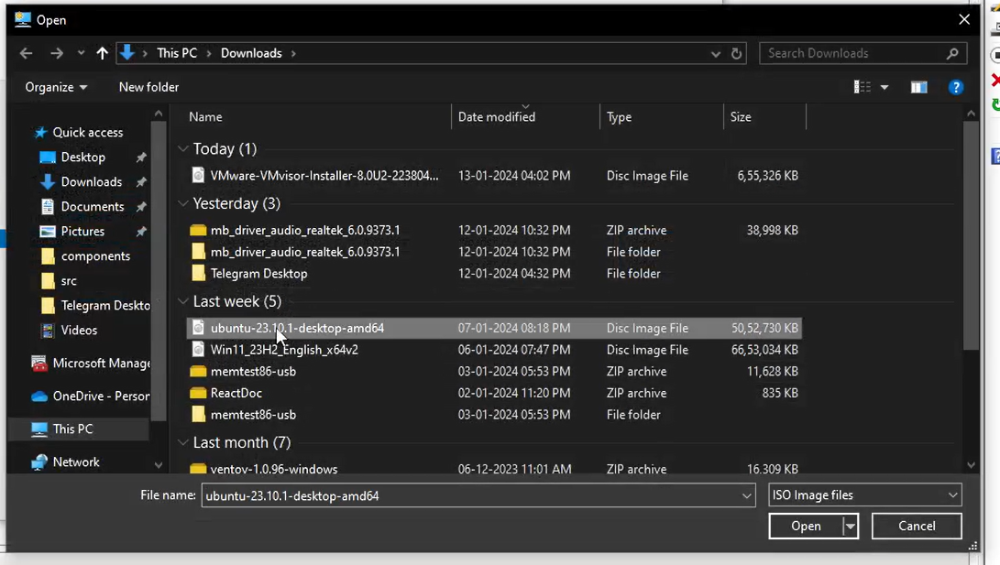 Open
This PC > Downloads >
Search Downloads
Organize
New folder
Quick access
Desktop
Downloads
Documents
Pictures
components
src
Telegram Deskto
Videos
Microsoft Manage
OneDrive - Person
This PC
Network
Name Date modified Type Size
Today (1)
VMware-VMvisor-Installer-8.0U2-223804... 13-01-2024 04:02 PM Disc Image File 6,55,326 KB
Yesterday (3)
mb_driver_audio_realtek_6.0.9373.1 12-01-2024 10:32 PM ZIP archive 38,998 KB
mb_driver_audio_realtek_6.0.9373.1 12-01-2024 10:32 PM File folder
Telegram Desktop 12-01-2024 04:32 PM File folder
Last week (5)
ubuntu-23.10.1-desktop-amd64 07-01-2024 08:18 PM Disc Image File 50,52,730 KB
Win11_23H2_English_x64v2 06-01-2024 07:47 PM Disc Image File 66,53,034 KB
memtest86-usb 03-01-2024 05:53 PM ZIP archive 11,628 KB
ReactDoc 02-01-2024 11:20 PM ZIP archive 835 KB
memtest86-usb 03-01-2024 05:53 PM File folder
Last month (7)
ventoy-1.0.96-windows 06-12-2023 11:01 AM ZIP archive 16,309 KB
File name: ubuntu-23.10.1-desktop-amd64
ISO Image files
Open
Cancel